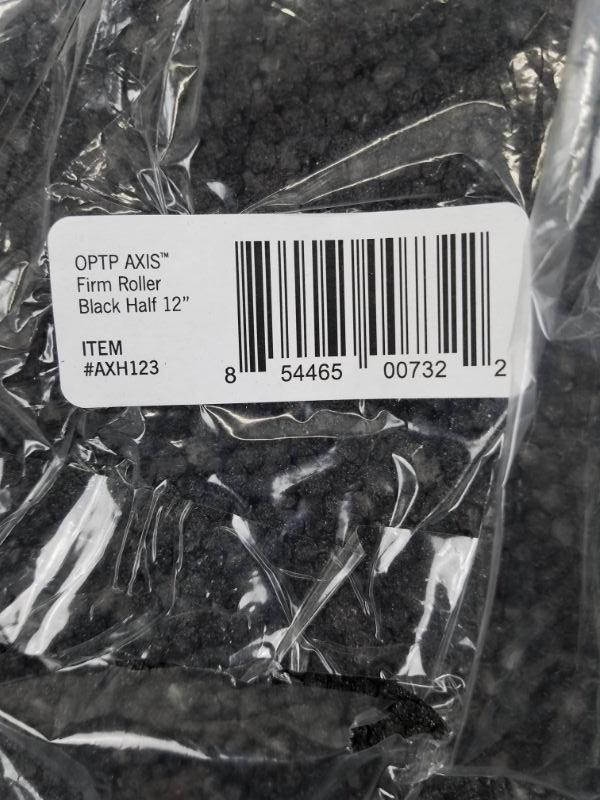 OPTP AXIS™
Firm Roller
Black Half 12”
ITEM
#AXH123
8 54465 00732 2